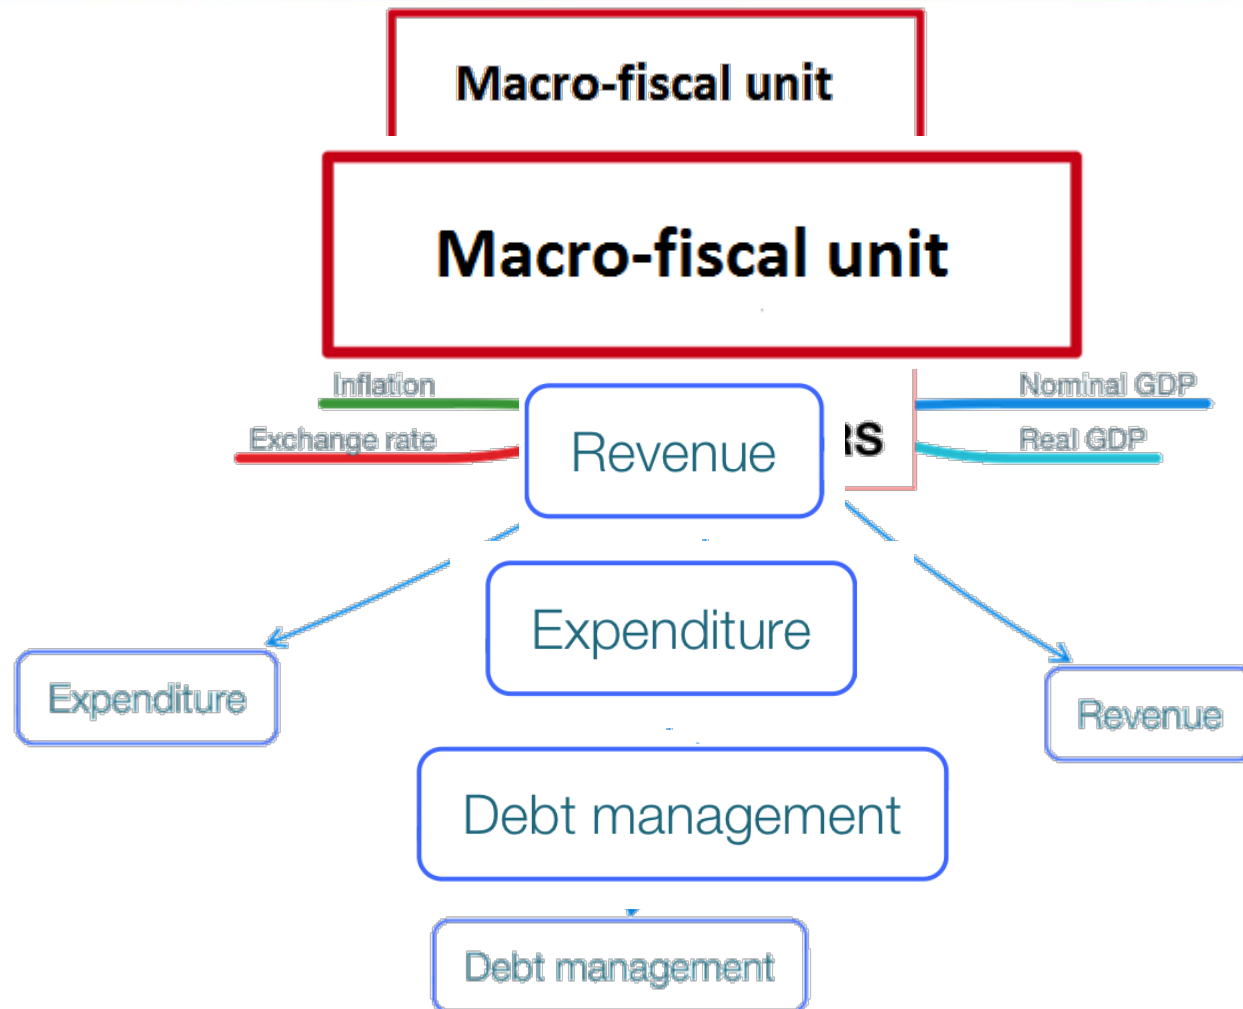 Macro-fiscal unit
Macro-fiscal unit
Inflation
Nominal GDP
Exchange rate
Revenue
RS
Real GDP
Expenditure
Expenditure
Revenue
Debt management
Debt management